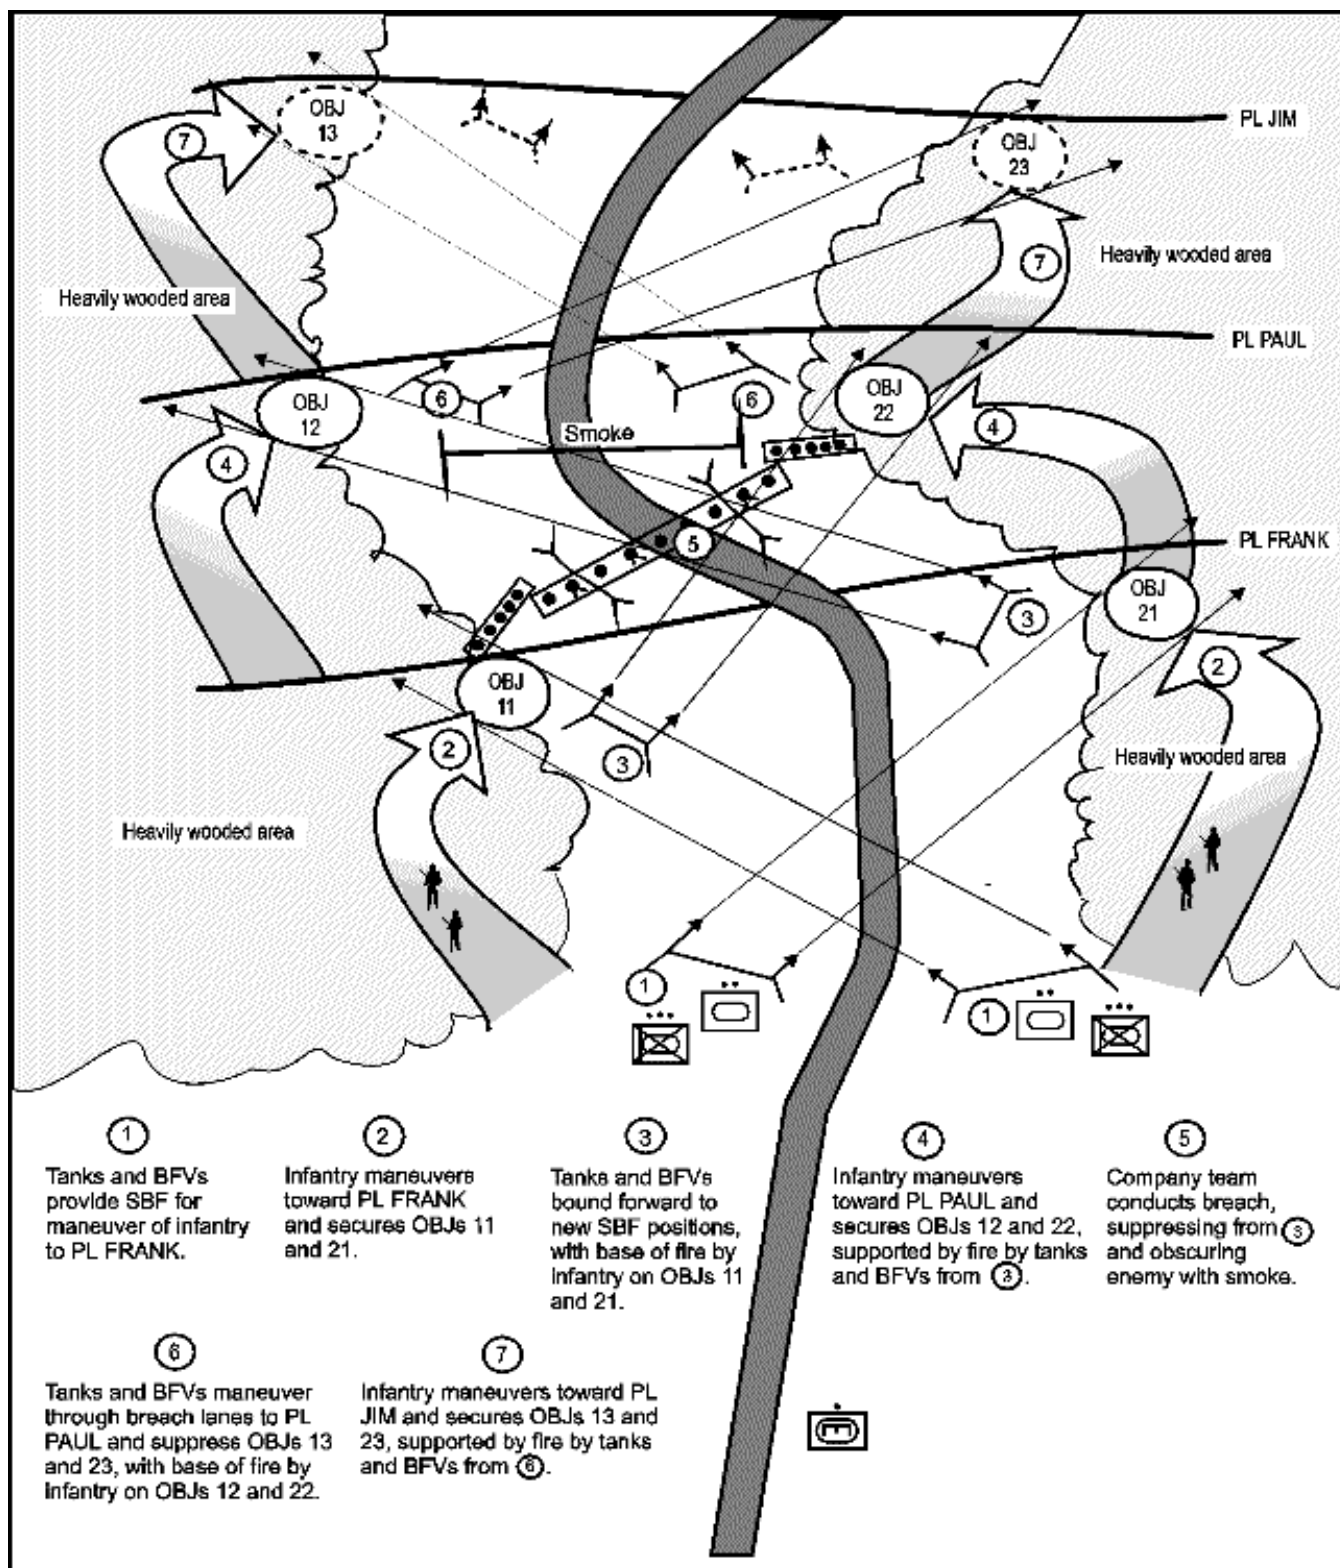 OBJ
13
7
PL JIM
OBJ
23
7
Heavily wooded area
Heavily wooded area
PL PAUL
OBJ
12
6
6
OBJ
22
Smoke
4
4
5
PL FRANK
OBJ
21
3
OBJ
11
2
2
3
Heavily wooded area
Heavily wooded area
1
1
1
Tanks and BFVs
provide SBF for
maneuver of infantry
to PL FRANK.
2
Infantry maneuvers
toward PL FRANK
and secures OBJs 11
and 21.
3
Tanks and BFVs
bound forward to
new SBF positions,
with base of fire by
infantry on OBJs 11
and 21.
4
Infantry maneuvers
toward PL PAUL and
secures OBJs 12 and 22,
supported by fire by tanks
and BFVs from 3.
5
Company team
conducts breach,
suppressing from 3
and obscuring
enemy with smoke.
6
Tanks and BFVs maneuver
through breach lanes to PL
PAUL and suppress OBJs 13
and 23, with base of fire by
infantry on OBJs 12 and 22.
7
Infantry maneuvers toward PL
JIM and secures OBJs 13 and
23, supported by fire by tanks
and BFVs from 6.